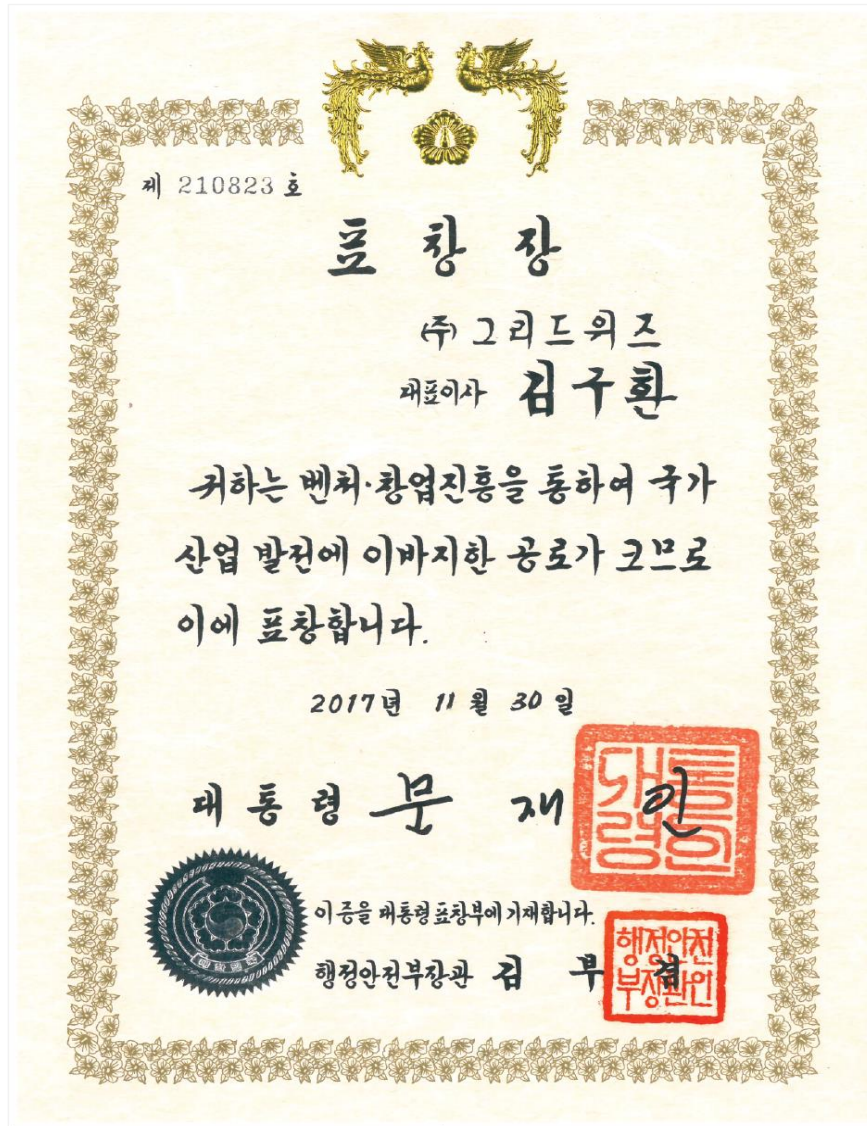 제 210823 호
표 창 장
(주) 그리드위즈
대표이사 김구환
귀하는 벤처·창업진흥을 통하여 국가
산업 발전에 이바지한 공로가 크므로
이에 표창합니다.
2017년 11월 30일
대통령 문 재 인
대통령의인
이 증을 대통령표창부에 기재합니다.
행정안전부장관 김 부 겸
행정안전
부장관인